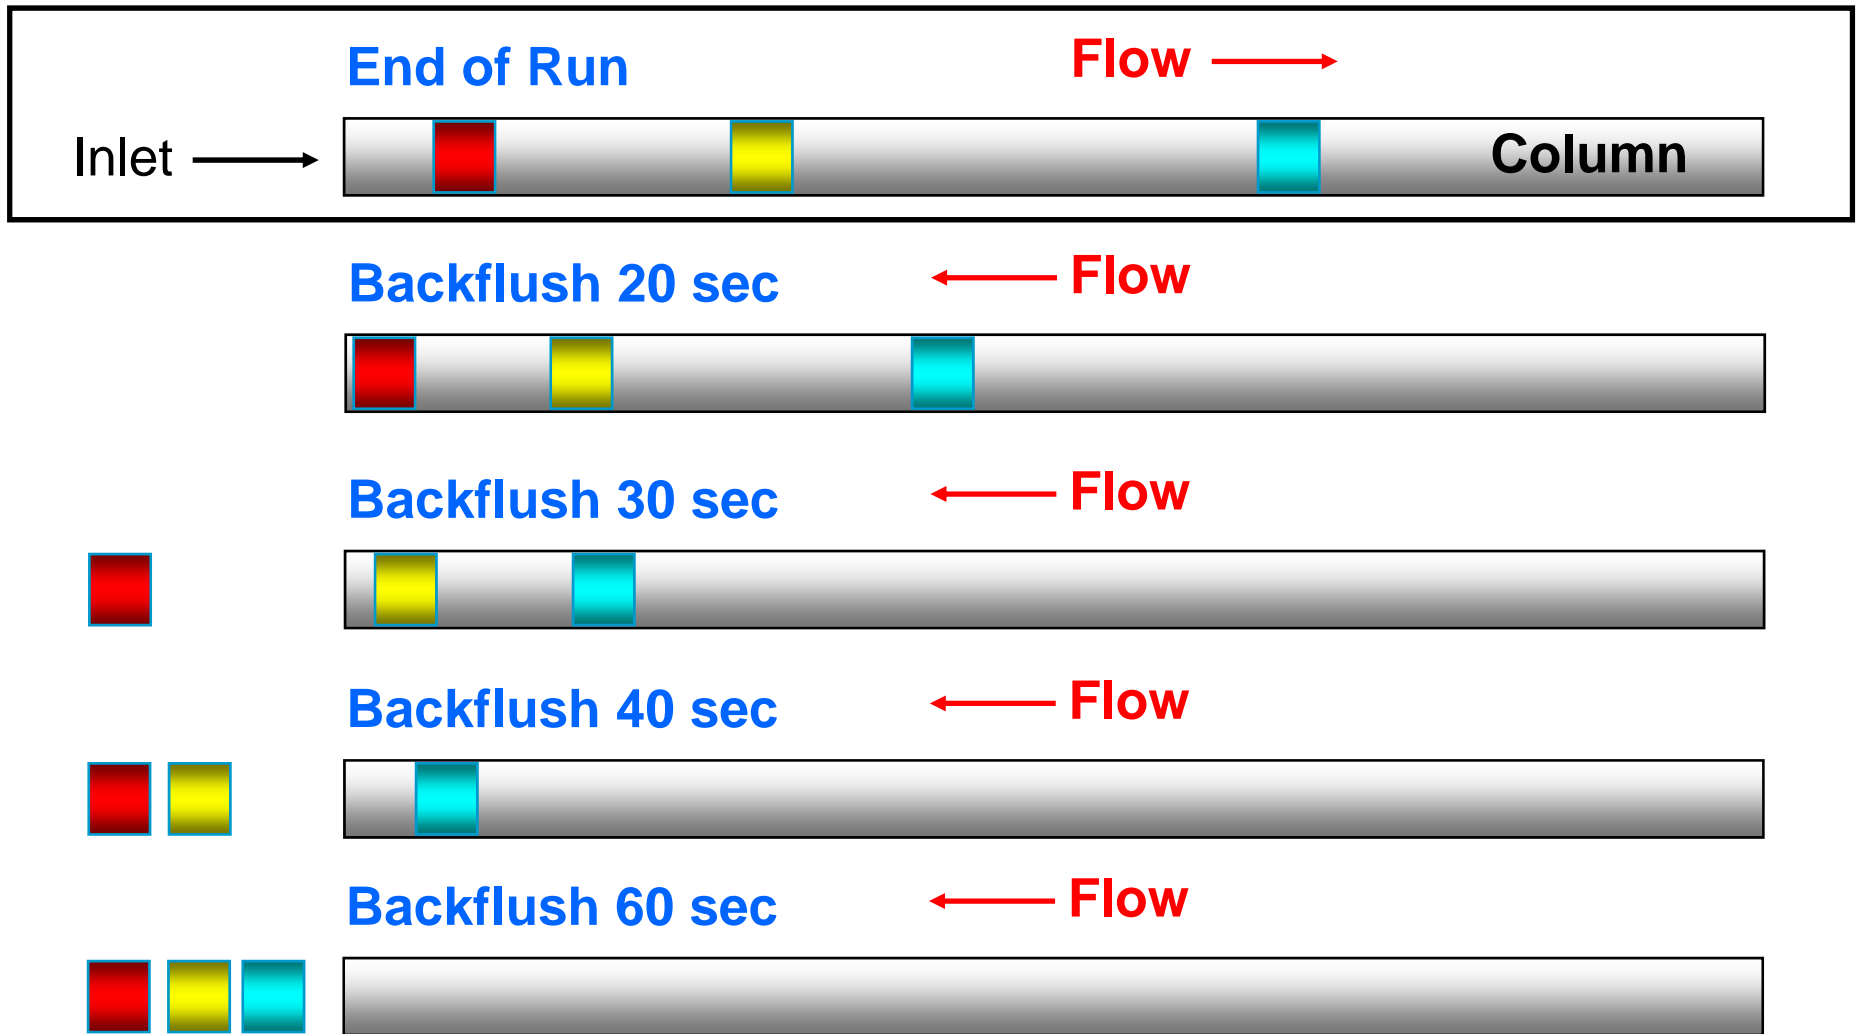 End of Run
Flow
Inlet
Column
Backflush 20 sec
Flow
Backflush 30 sec
Flow
Backflush 40 sec
Flow
Backflush 60 sec
Flow